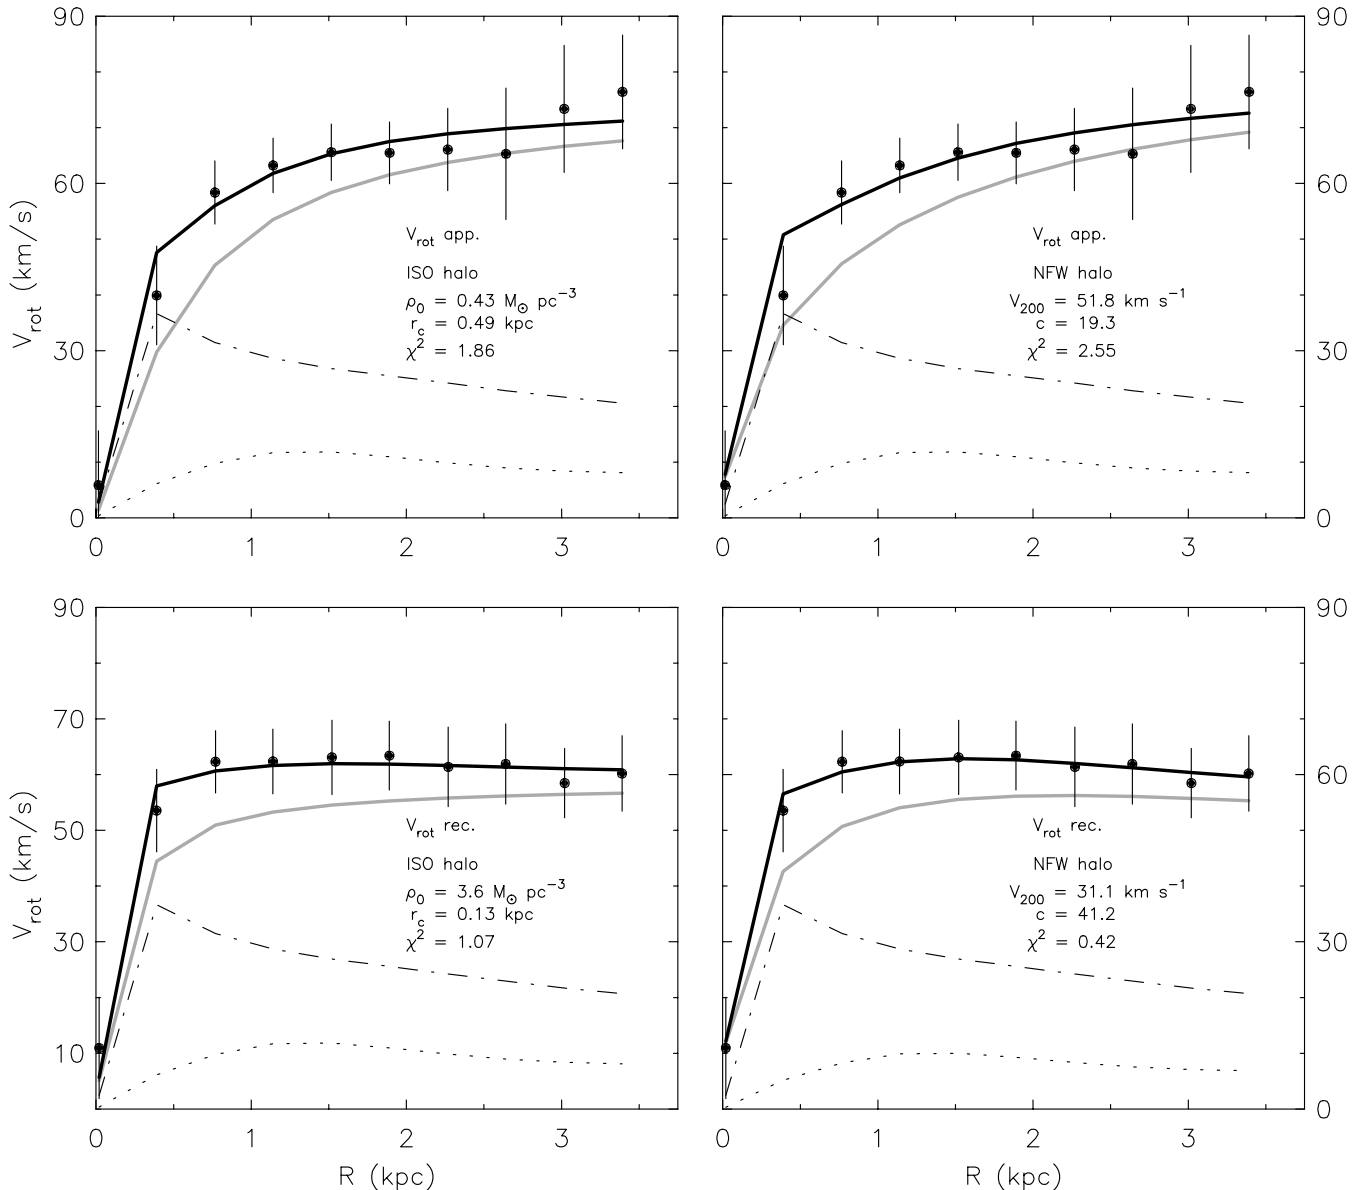 90 90
60 60
30 30
0 0
V_rot (km/s)
V_rot app.
ISO halo
ρ_0 = 0.43 M_⊙ pc^−3
r_c = 0.49 kpc
χ^2 = 1.86
V_rot app.
NFW halo
V_200 = 51.8 km s^−1
c = 19.3
χ^2 = 2.55
0 1 2 3 0 1 2 3
90 90
70
60
50
30 30
10
0
V_rot (km/s)
V_rot rec.
ISO halo
ρ_0 = 3.6 M_⊙ pc^−3
r_c = 0.13 kpc
χ^2 = 1.07
V_rot rec.
NFW halo
V_200 = 31.1 km s^−1
c = 41.2
χ^2 = 0.42
0 1 2 3 0 1 2 3
R (kpc) R (kpc)